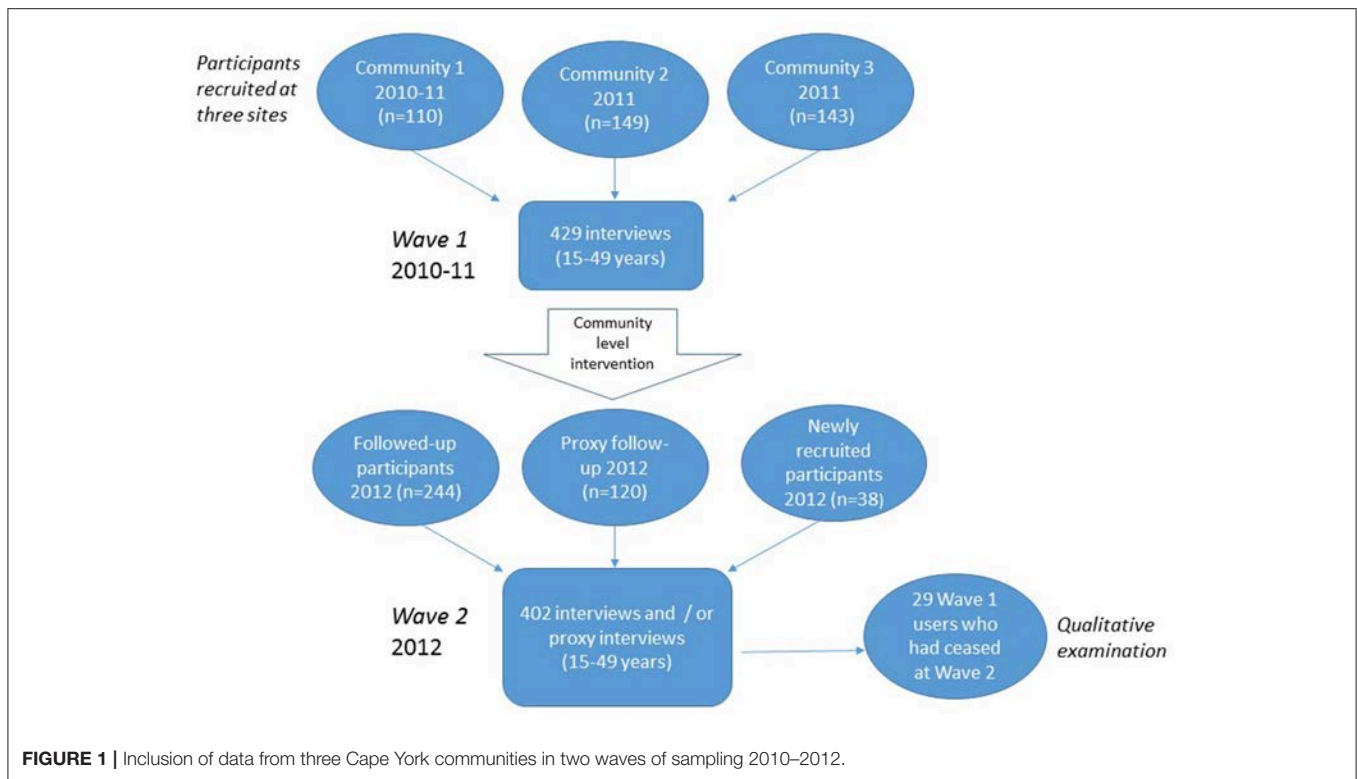 Participants
recruited at
three sites
Community 1
2010-11
(n=110)
Community 2
2011
(n=149)
Community 3
2011
(n=143)
Wave 1
2010-11
429 interviews
(15-49 years)
Community
level
intervention
Followed-up
participants
2012 (n=244)
Proxy follow-
up 2012
(n=120)
Newly
recruited
participants
2012 (n=38)
Wave 2
2012
402 interviews and / or
proxy interviews
(15-49 years)
29 Wave 1
users who
had ceased
at Wave 2
Qualitative
examination
FIGURE 1 | Inclusion of data from three Cape York communities in two waves of sampling 2010–2012.